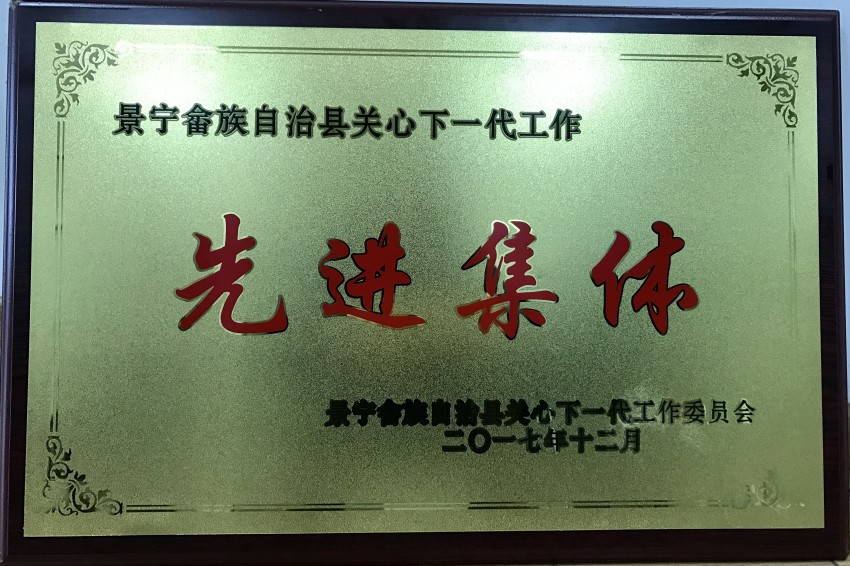 景宁畲族自治县关心下一代工作
先进集体
景宁畲族自治县关心下一代工作委员会
二〇一七年十二月